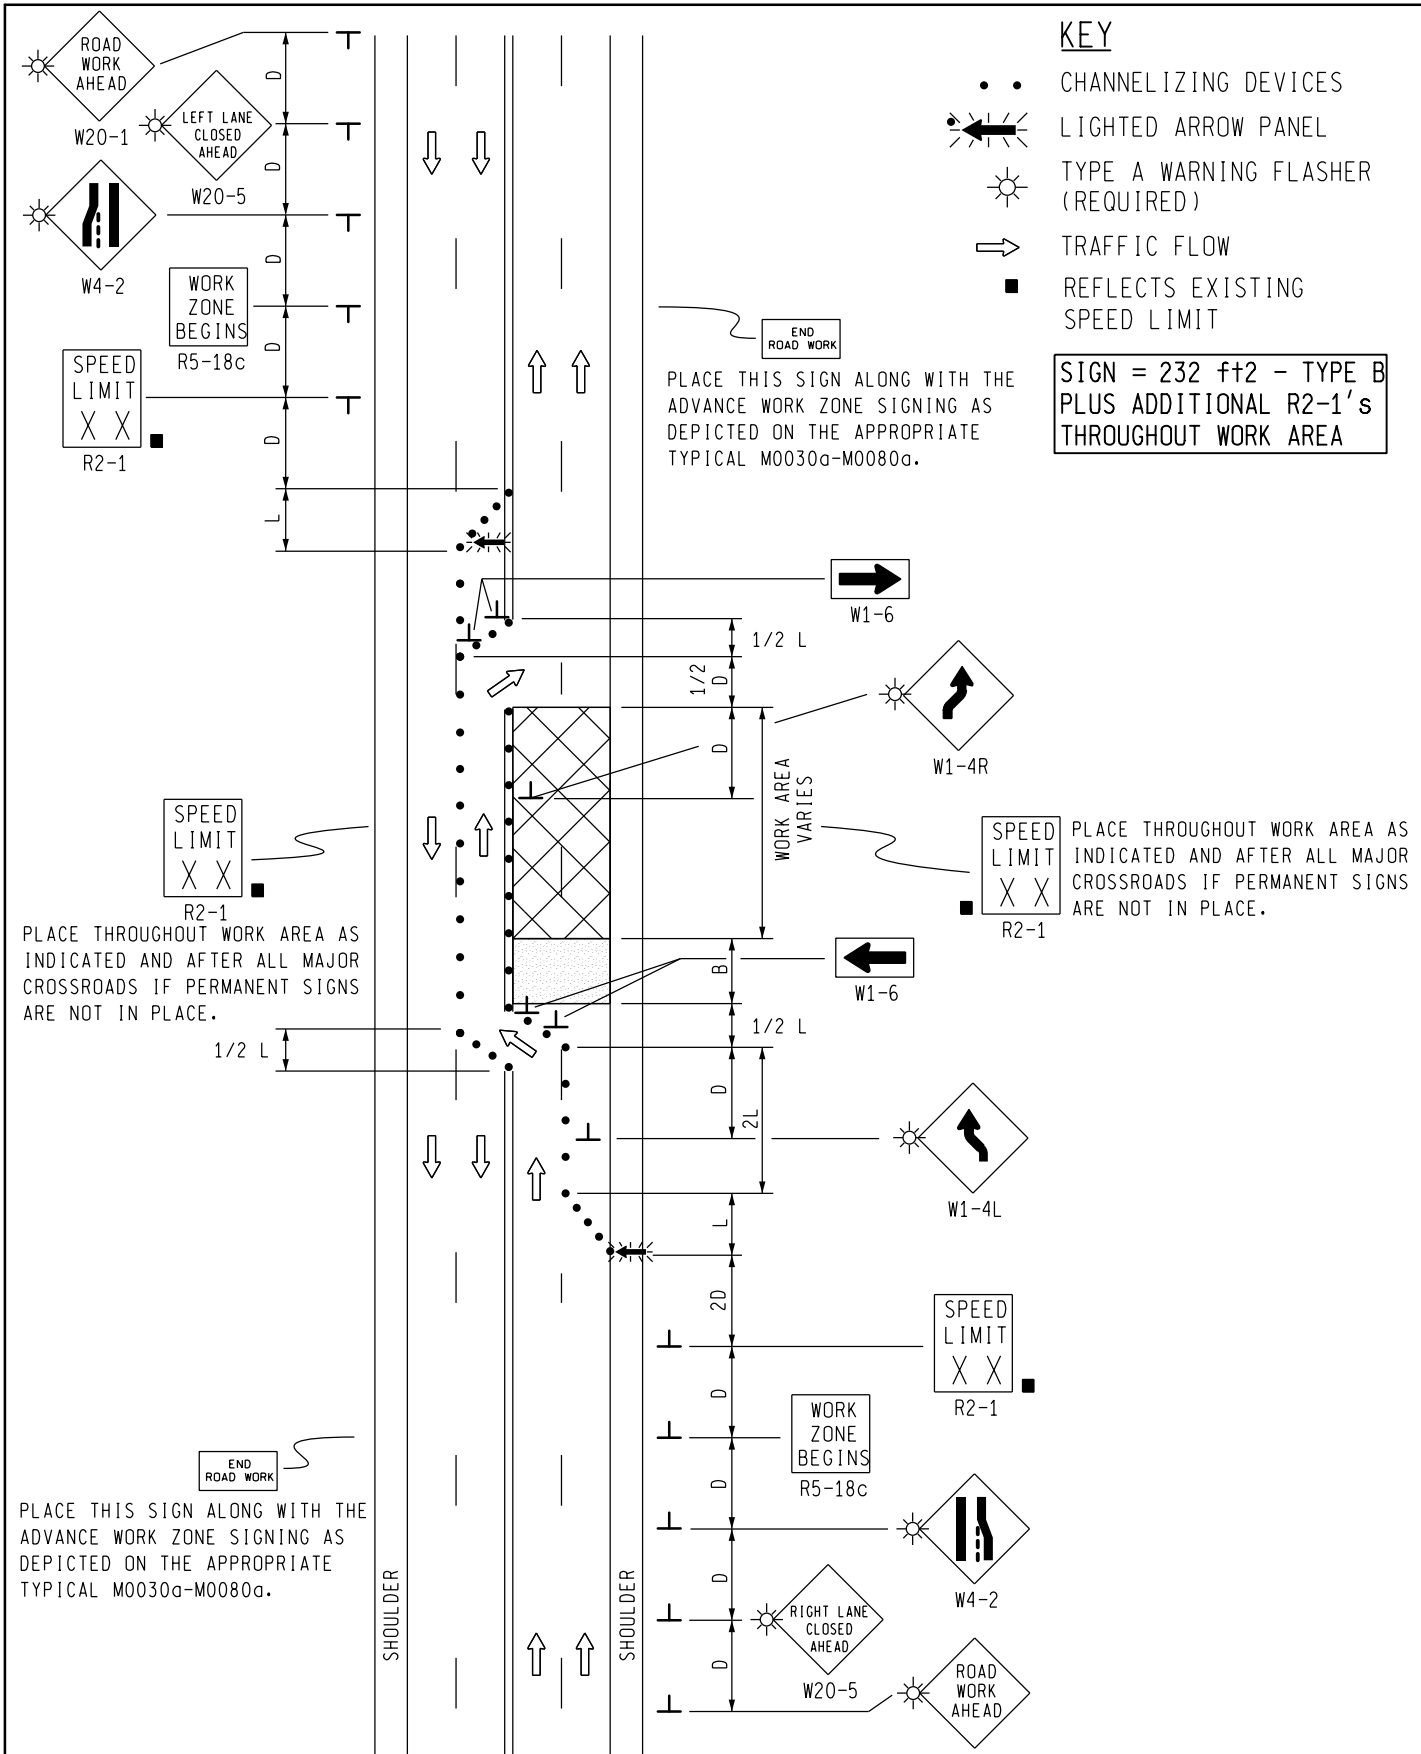 ROAD
WORK
AHEAD
W20-1
LEFT LANE
CLOSED
AHEAD
W20-5
W4-2
WORK
ZONE
BEGINS
R5-18c
SPEED
LIMIT
X X
R2-1
D
D
D
D
D
L
KEY
CHANNELIZING DEVICES
LIGHTED ARROW PANEL
TYPE A WARNING FLASHER
(REQUIRED)
TRAFFIC FLOW
REFLECTS EXISTING
SPEED LIMIT
SIGN = 232 ft2 - TYPE B
PLUS ADDITIONAL R2-1's
THROUGHOUT WORK AREA
END
ROAD WORK
PLACE THIS SIGN ALONG WITH THE
ADVANCE WORK ZONE SIGNING AS
DEPICTED ON THE APPROPRIATE
TYPICAL M0030a-M0080a.
W1-6
1/2 L
1/2 D
D
W1-4R
WORK AREA
VARIES
SPEED
LIMIT
X X
R2-1
PLACE THROUGHOUT WORK AREA AS
INDICATED AND AFTER ALL MAJOR
CROSSROADS IF PERMANENT SIGNS
ARE NOT IN PLACE.
SPEED
LIMIT
X X
R2-1
PLACE THROUGHOUT WORK AREA AS
INDICATED AND AFTER ALL MAJOR
CROSSROADS IF PERMANENT SIGNS
ARE NOT IN PLACE.
B
W1-6
1/2 L
1/2 L
D
2L
W1-4L
L
2D
SPEED
LIMIT
X X
R2-1
D
WORK
ZONE
BEGINS
R5-18c
D
W4-2
D
RIGHT LANE
CLOSED
AHEAD
W20-5
D
ROAD
WORK
AHEAD
END
ROAD WORK
PLACE THIS SIGN ALONG WITH THE
ADVANCE WORK ZONE SIGNING AS
DEPICTED ON THE APPROPRIATE
TYPICAL M0030a-M0080a.
SHOULDER
SHOULDER